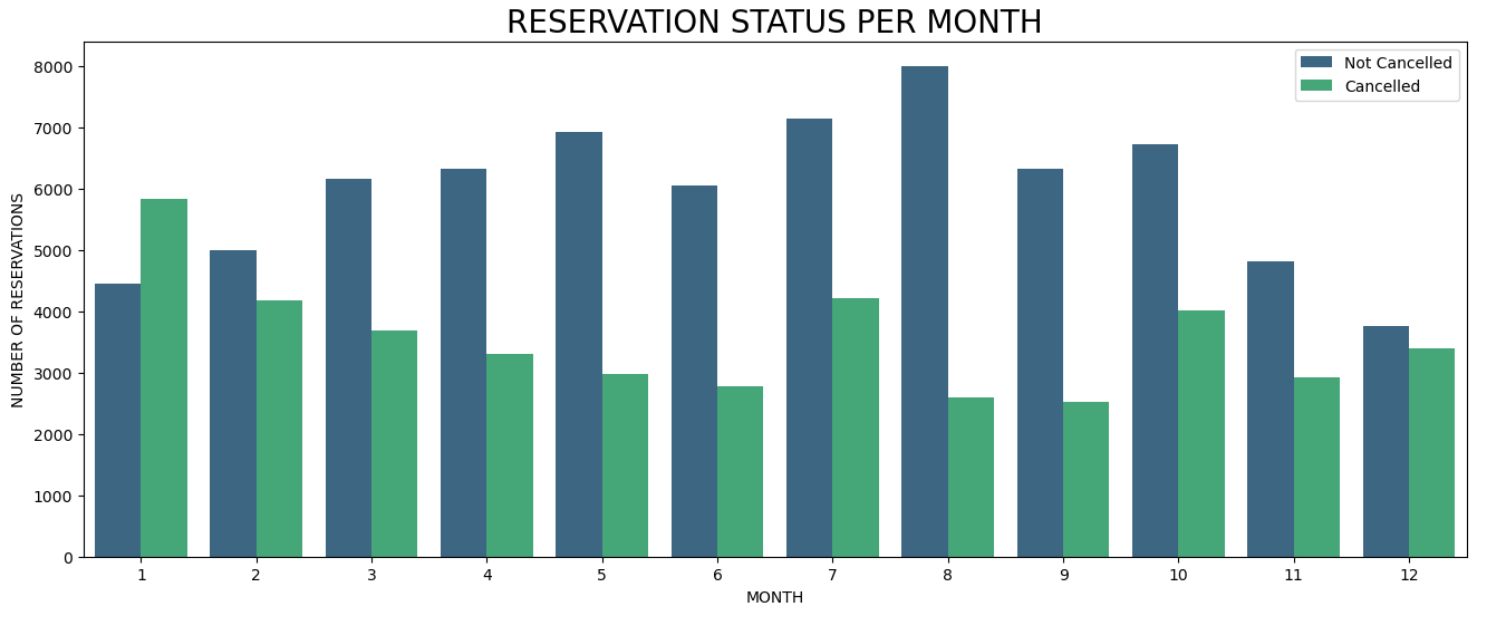 RESERVATION STATUS PER MONTH
Not Cancelled
Cancelled
8000
7000
6000
5000
4000
3000
2000
1000
0
NUMBER OF RESERVATIONS
1 2 3 4 5 6 7 8 9 10 11 12
MONTH